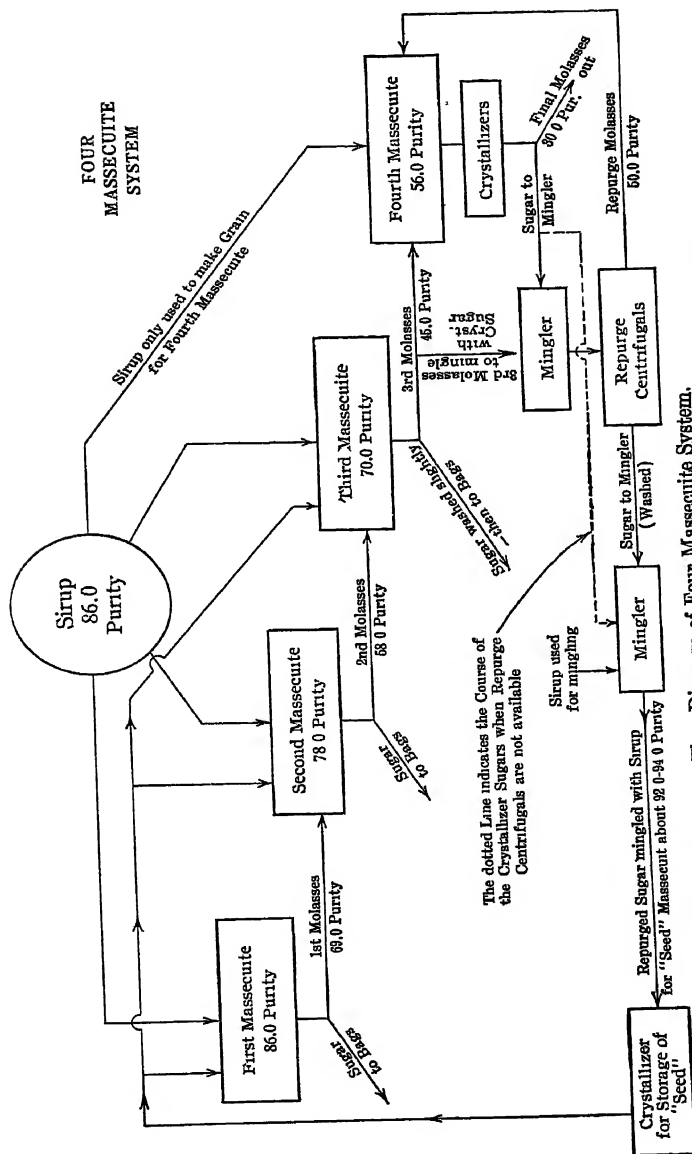 FOUR
MASSECUITE
SYSTEM
Sirup
86.0
Purity
Sirup only used to make Grain
for Fourth Massecuite
First Massecuite
86.0 Purity
Sugar
to Bags
1st Molasses
69.0 Purity
Second Massecuite
78 0 Purity
Sugar
to Bags
2nd Molasses
58 0 Purity
Third Massecuite
70.0 Purity
Sugar washed slightly
—then to Bags
3rd Molasses
45.0 Purity
3rd Molasses
to mingle
with
Cryst.
Sugar
Fourth Massecuite
56.0 Purity
Crystallizers
Final Molasses
30 0 Pur. out
Sugar to
Mingler
Mingler
Repurge Molasses
50.0 Purity
Repurge
Centrifugals
Sugar to Mingler
(Washed)
The dotted Line indicates the Course of
the Crystallizer Sugars when Repurge
Centrifugals are not available
Sirup used
for mingling
Mingler
Repurged Sugar mingled with Sirup
for "Seed" Massecuit about 92 0-94 0 Purity
Crystallizer
for Storage of
"Seed"
Diagram of Four Massecuite System.